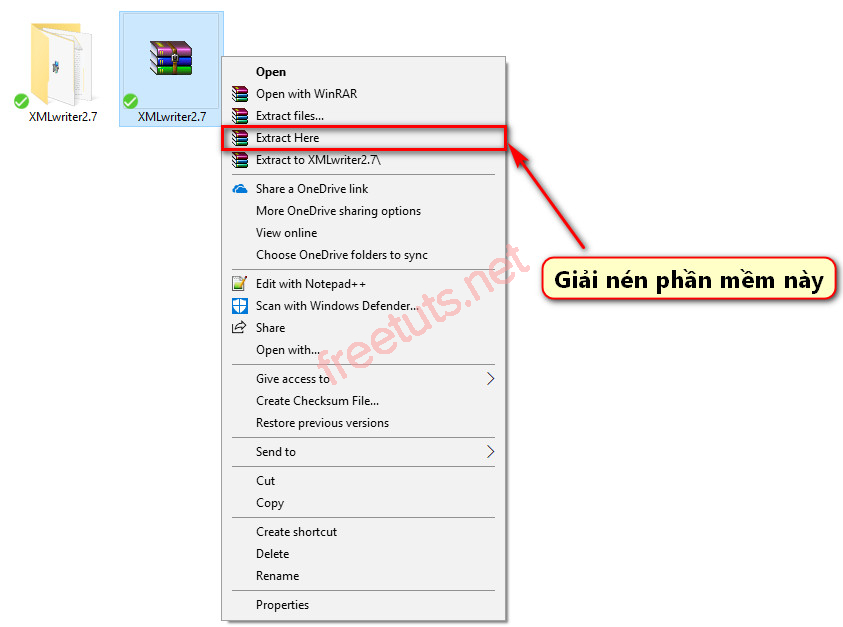 XMLwriter2.7
XMLwriter2.7
Open
Open with WinRAR
Extract files...
Extract Here
Extract to XMLwriter2.7\
Share a OneDrive link
More OneDrive sharing options
View online
Choose OneDrive folders to sync
Edit with Notepad++
Scan with Windows Defender...
Share
Open with...
Give access to
Create Checksum File...
Restore previous versions
Send to
Cut
Copy
Create shortcut
Delete
Rename
Properties
Giải nén phần mềm này
freetuts.net